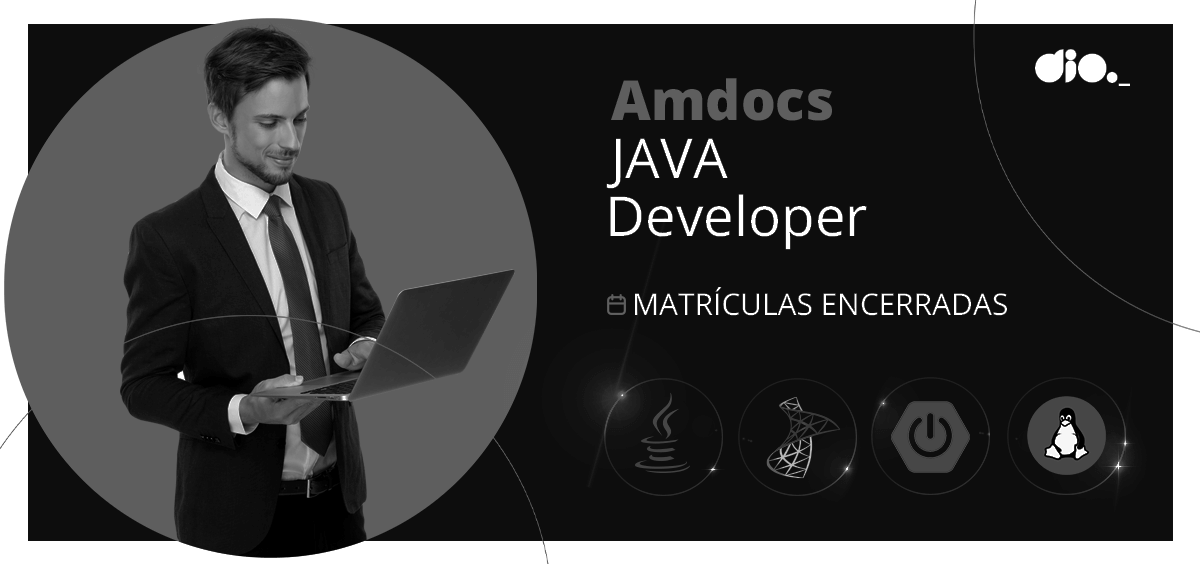 dio._
Amdocs
JAVA
Developer
MATRÍCULAS ENCERRADAS